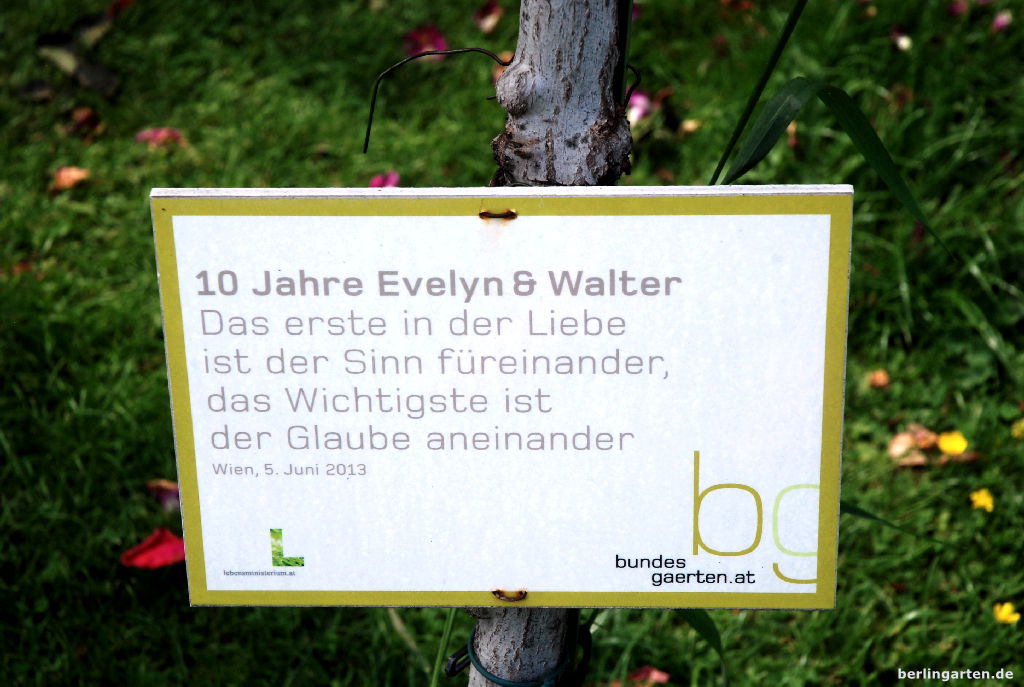 10 Jahre Evelyn & Walter
Das erste in der Liebe
ist der Sinn füreinander,
das Wichtigste ist
der Glaube aneinander
Wien, 5. Juni 2013
L
lebensministerium.at
bg
bundes
gaerten.at
berlingarten.de